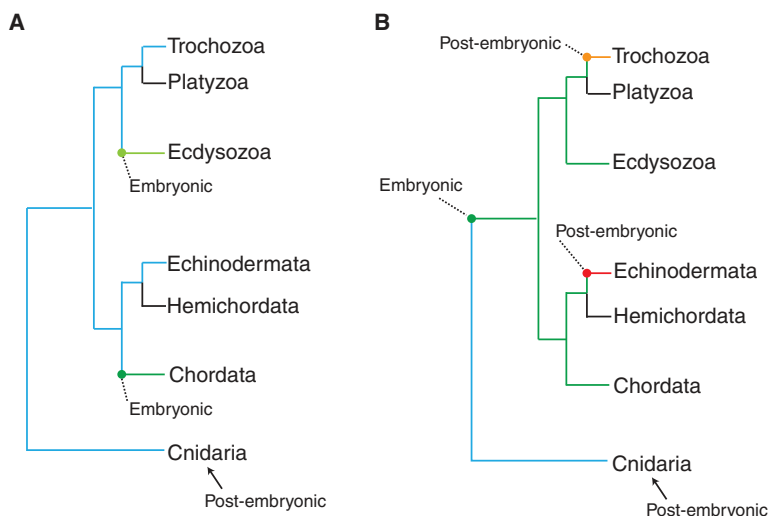 A
Trochozoa
Platyzoa
Ecdysozoa
Embryonic
Echinodermata
Hemichordata
Chordata
Embryonic
Cnidaria
Post-embryonic
B
Post-embryonic
Trochozoa
Platyzoa
Ecdysozoa
Embryonic
Post-embryonic
Echinodermata
Hemichordata
Chordata
Cnidaria
Post-embryonic